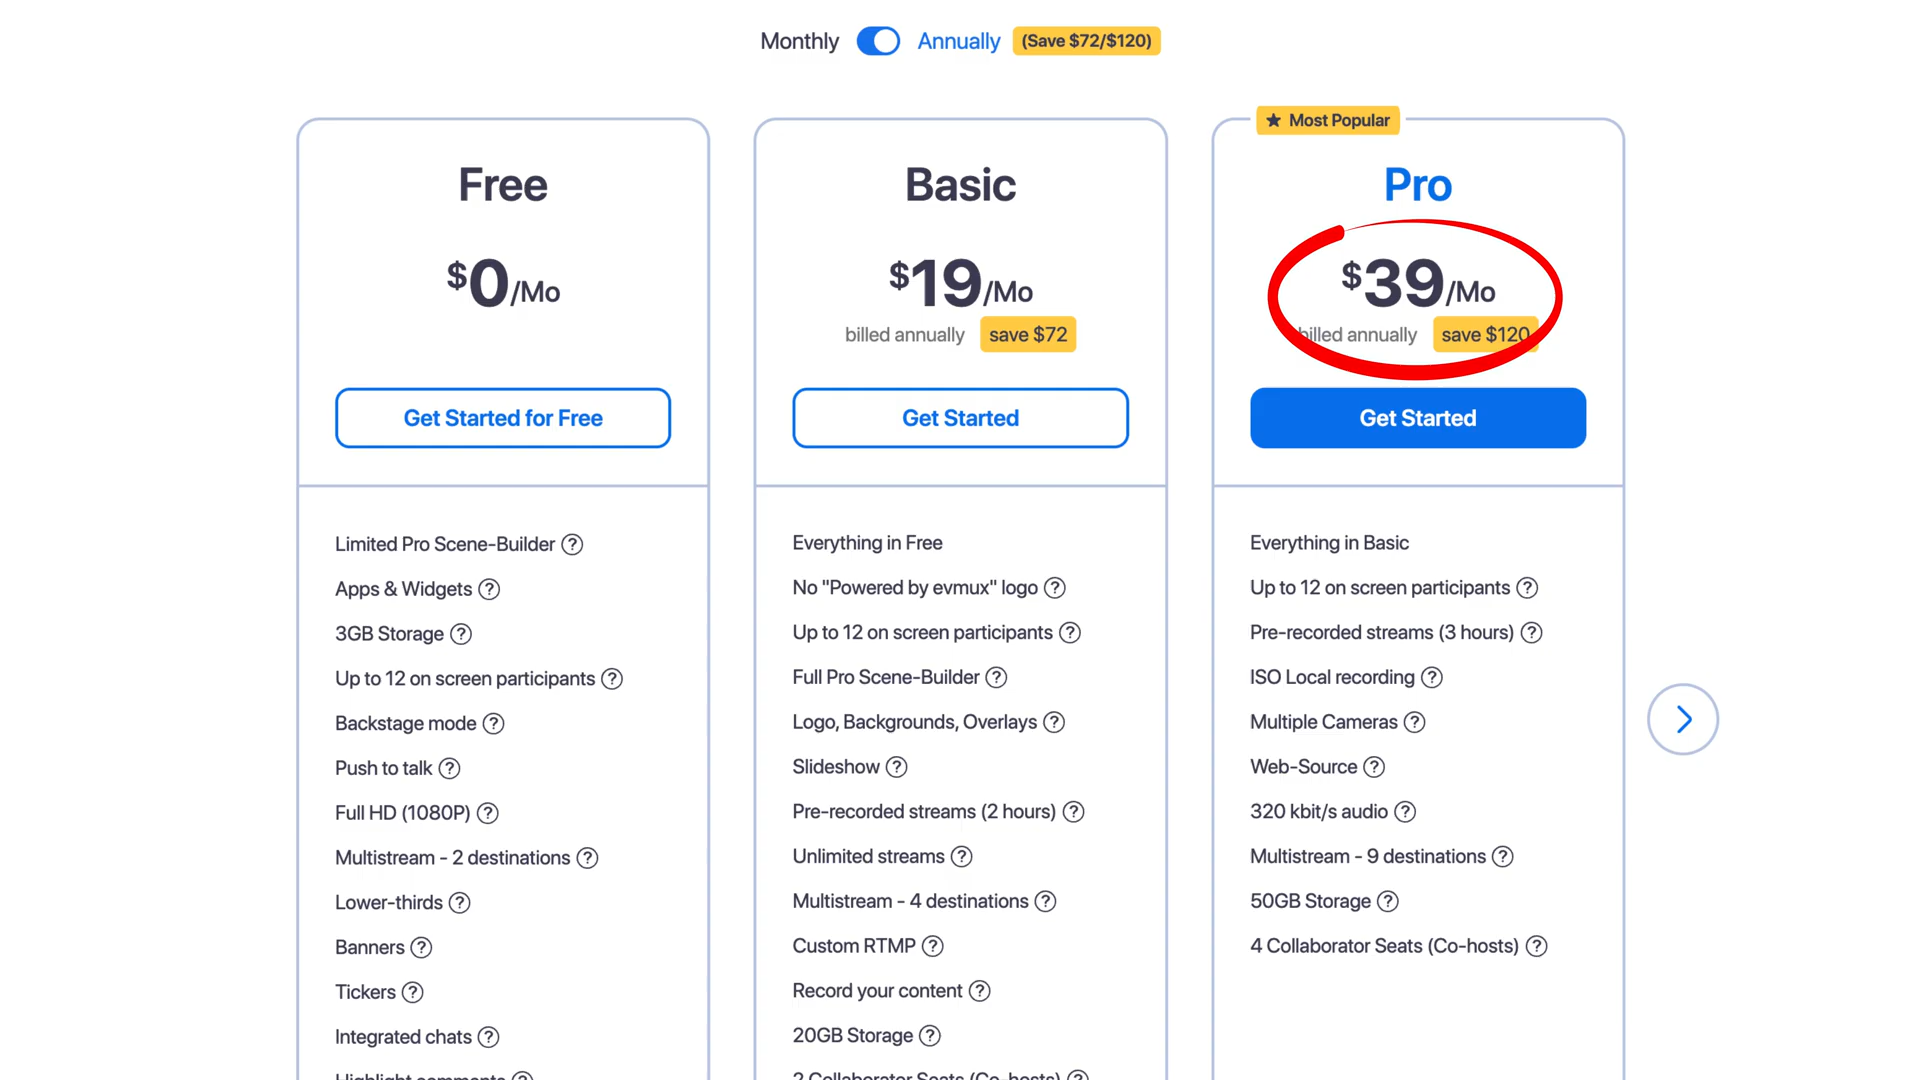 Monthly Annually (Save $72/$120)
Free
$0/Mo
Get Started for Free
Limited Pro Scene-Builder
Apps & Widgets
3GB Storage
Up to 12 on screen participants
Backstage mode
Push to talk
Full HD (1080P)
Multistream - 2 destinations
Lower-thirds
Banners
Tickers
Integrated chats
Highlight comments
Basic
$19/Mo
billed annually save $72
Get Started
Everything in Free
No "Powered by evmux" logo
Up to 12 on screen participants
Full Pro Scene-Builder
Logo, Backgrounds, Overlays
Slideshow
Pre-recorded streams (2 hours)
Unlimited streams
Multistream - 4 destinations
Custom RTMP
Record your content
20GB Storage
2 Collaborator Seats (Co-hosts)
Most Popular
Pro
$39/Mo
billed annually save $120
Get Started
Everything in Basic
Up to 12 on screen participants
Pre-recorded streams (3 hours)
ISO Local recording
Multiple Cameras
Web-Source
320 kbit/s audio
Multistream - 9 destinations
50GB Storage
4 Collaborator Seats (Co-hosts)